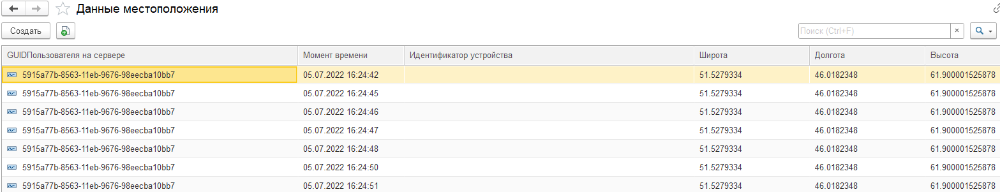 Данные местоположения
Создать
Поиск (Ctrl+F)
GUIDПользователя на сервере Момент времени Идентификатор устройства Широта Долгота Высота
5915a77b-8563-11eb-9676-98eecba10bb7 05.07.2022 16:24:42 51.5279334 46.0182348 61.900001525878
5915a77b-8563-11eb-9676-98eecba10bb7 05.07.2022 16:24:45 51.5279334 46.0182348 61.900001525878
5915a77b-8563-11eb-9676-98eecba10bb7 05.07.2022 16:24:46 51.5279334 46.0182348 61.900001525878
5915a77b-8563-11eb-9676-98eecba10bb7 05.07.2022 16:24:47 51.5279334 46.0182348 61.900001525878
5915a77b-8563-11eb-9676-98eecba10bb7 05.07.2022 16:24:48 51.5279334 46.0182348 61.900001525878
5915a77b-8563-11eb-9676-98eecba10bb7 05.07.2022 16:24:50 51.5279334 46.0182348 61.900001525878
5915a77b-8563-11eb-9676-98eecba10bb7 05.07.2022 16:24:51 51.5279334 46.0182348 61.900001525878